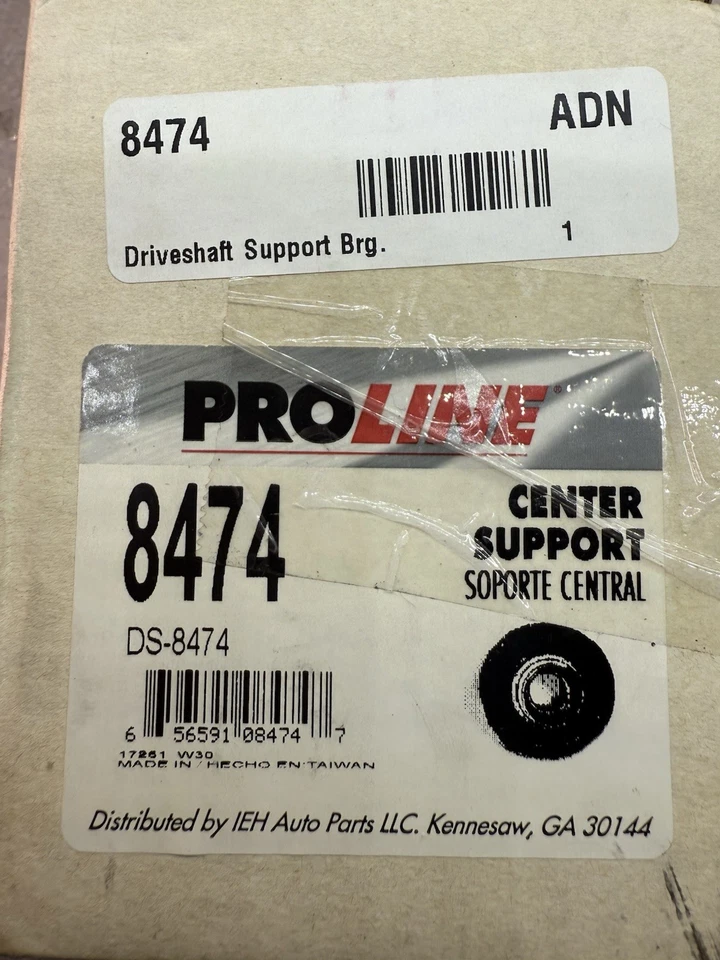 8474 ADN
Driveshaft Support Brg. 1
PROLINE®
8474
CENTER
SUPPORT
SOPORTE CENTRAL
DS-8474
6 56591 08474 7
17261 W30
MADE IN / HECHO EN TAIWAN
Distributed by IEH Auto Parts LLC. Kennesaw, GA 30144